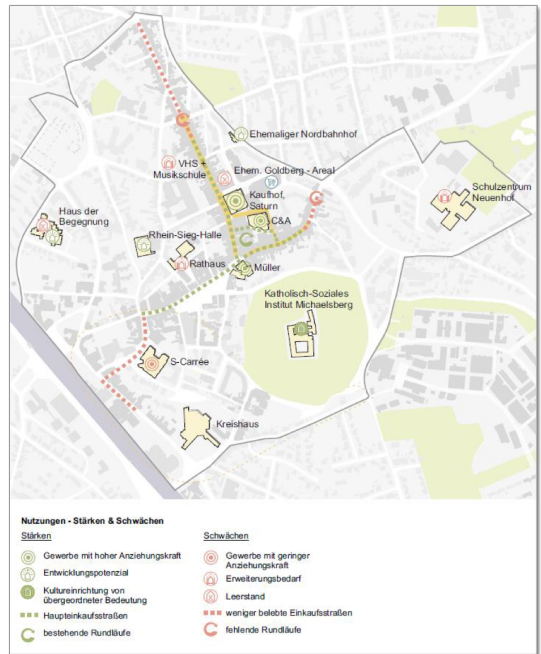 Ehemaliger Nordbahnhof
VHS +
Musikschule
Ehem. Goldberg - Areal
Kaufhof,
Saturn
Schulzentrum
Neuenhof
C&A
Haus der
Begegnung
Rhein-Sieg-Halle
Rathaus
Müller
Katholisch-Soziales
Institut Michaelsberg
S-Carrée
Kreishaus
Nutzungen - Stärken & Schwächen
Stärken
Gewerbe mit hoher Anziehungskraft
Entwicklungspotenzial
Kultureinrichtung von
übergeordneter Bedeutung
Haupteinkaufsstraßen
bestehende Rundläufe
Schwächen
Gewerbe mit geringer
Anziehungskraft
Erweiterungsbedarf
Leerstand
weniger belebte Einkaufsstraßen
fehlende Rundläufe